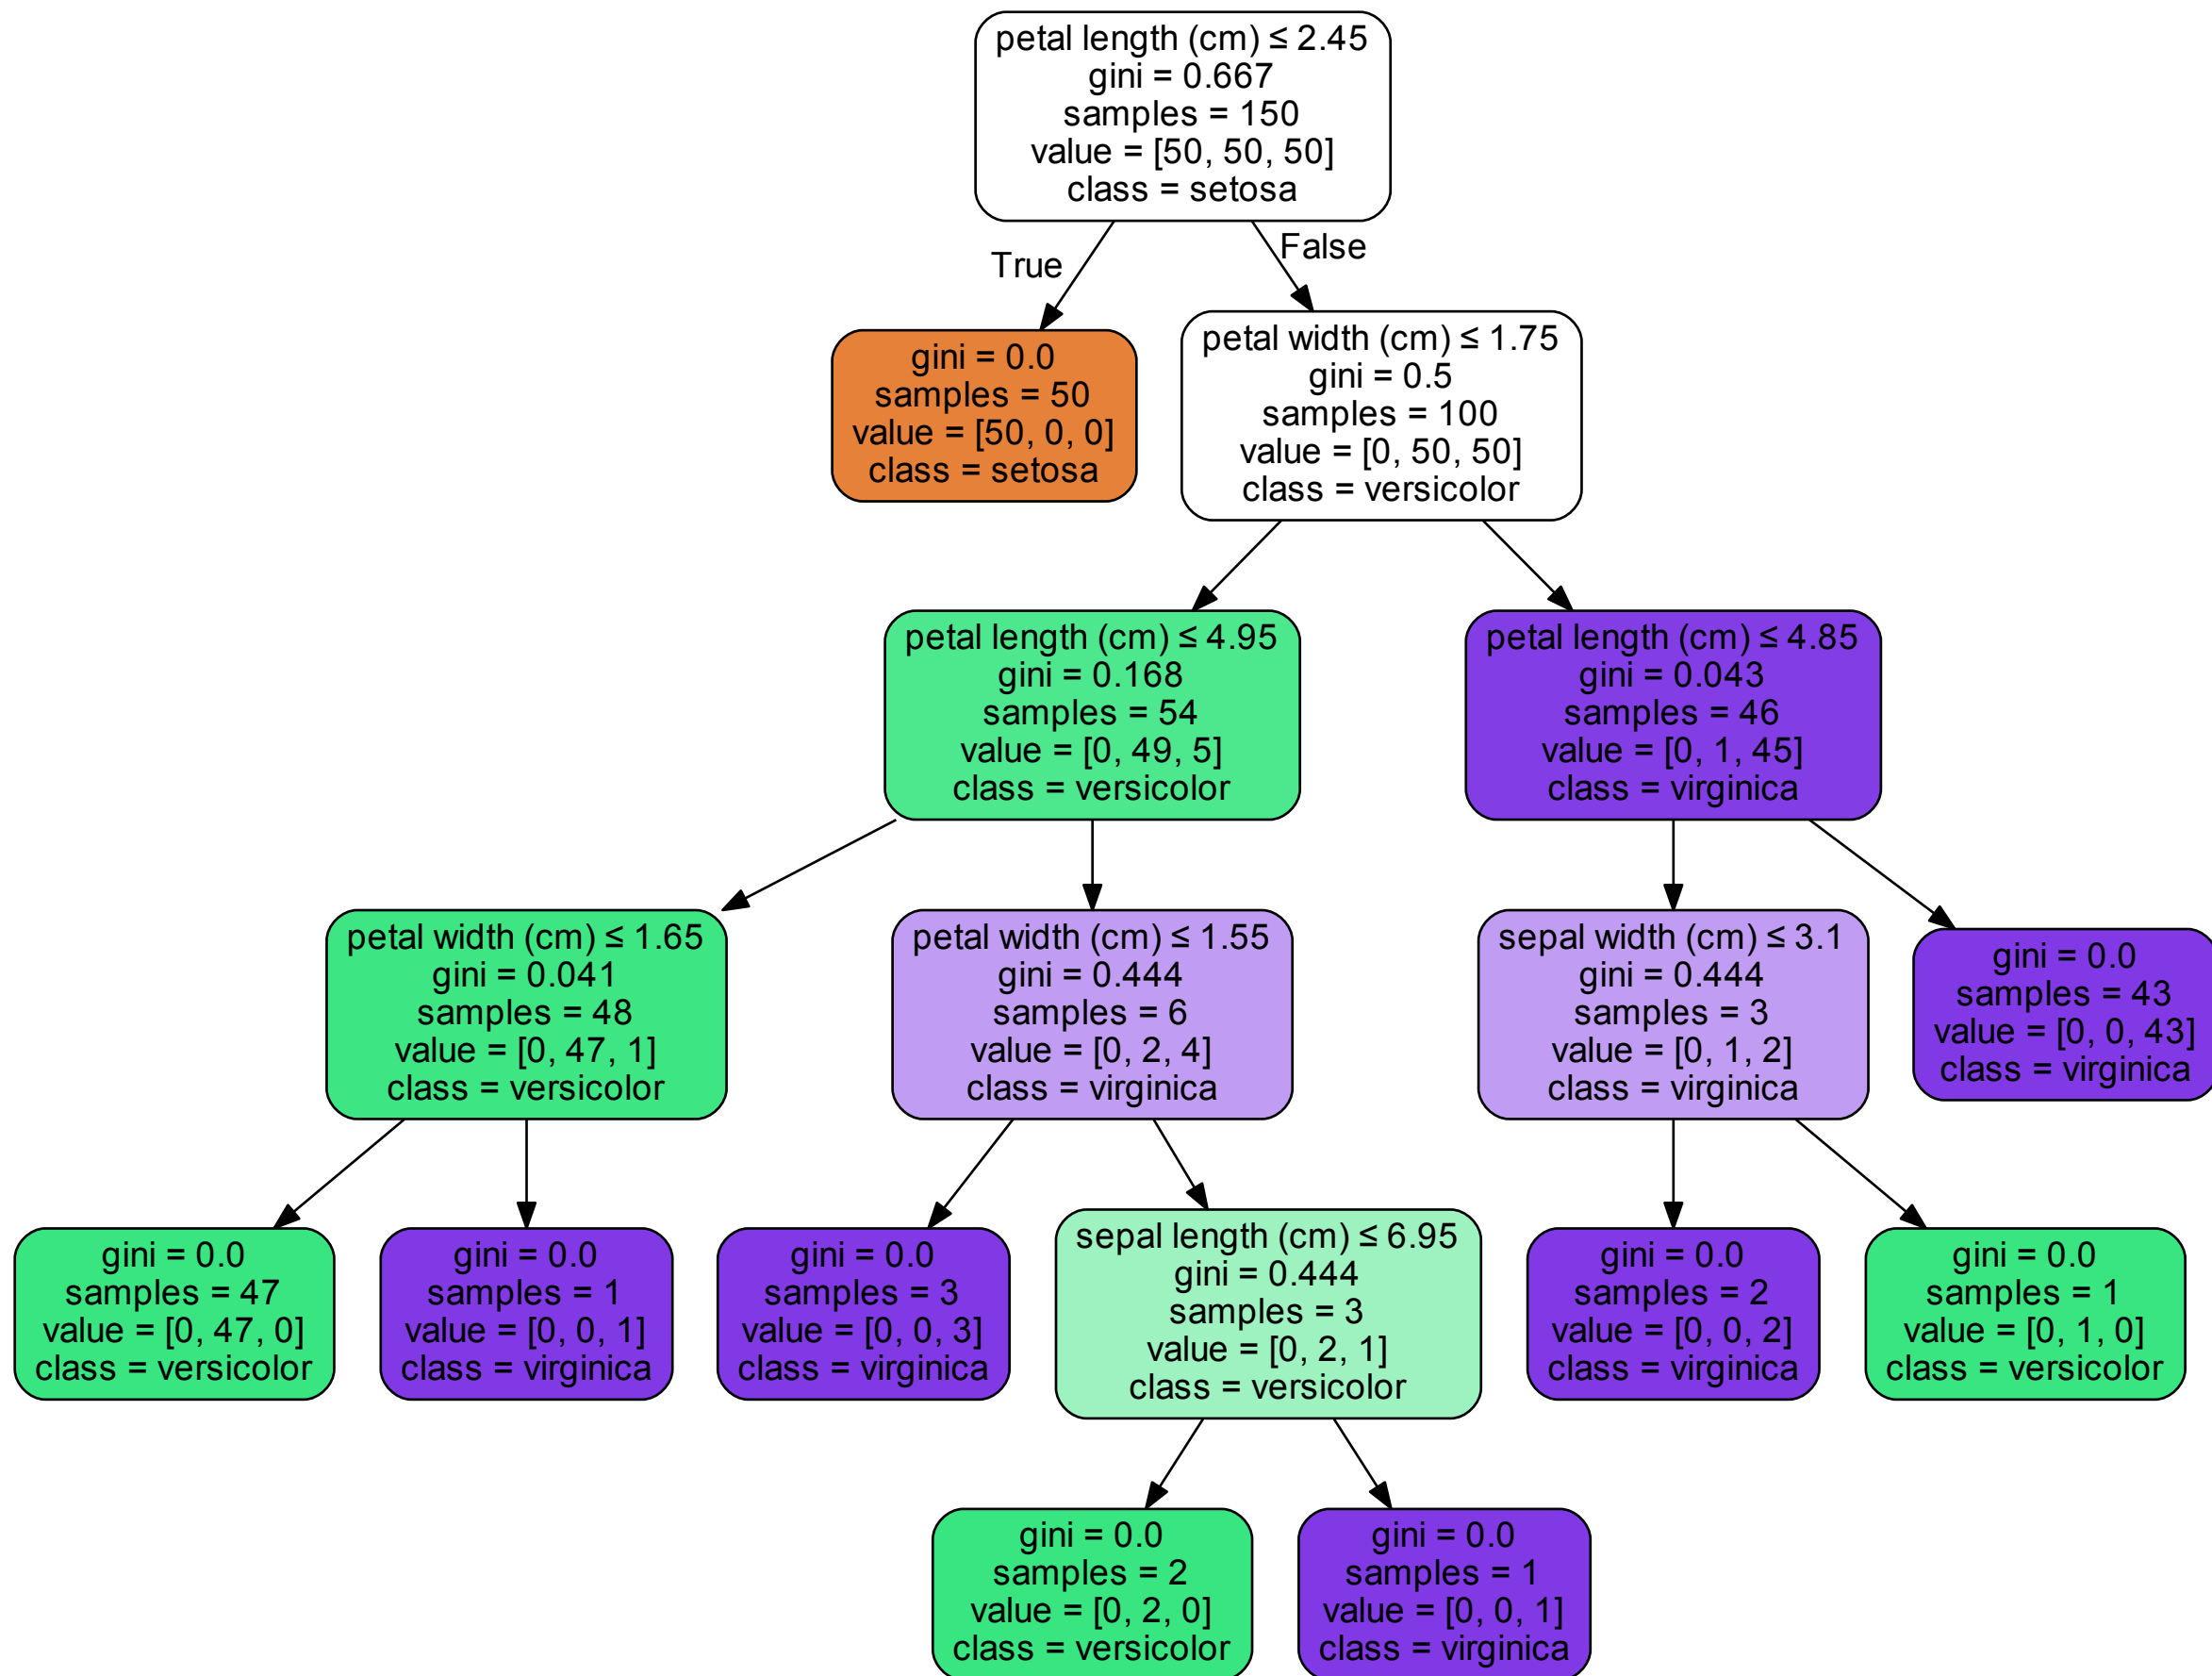 petal length (cm) ≤ 2.45
gini = 0.667
samples = 150
value = [50, 50, 50]
class = setosa
True
False
gini = 0.0
samples = 50
value = [50, 0, 0]
class = setosa
petal width (cm) ≤ 1.75
gini = 0.5
samples = 100
value = [0, 50, 50]
class = versicolor
petal length (cm) ≤ 4.95
gini = 0.168
samples = 54
value = [0, 49, 5]
class = versicolor
petal length (cm) ≤ 4.85
gini = 0.043
samples = 46
value = [0, 1, 45]
class = virginica
petal width (cm) ≤ 1.65
gini = 0.041
samples = 48
value = [0, 47, 1]
class = versicolor
petal width (cm) ≤ 1.55
gini = 0.444
samples = 6
value = [0, 2, 4]
class = virginica
sepal width (cm) ≤ 3.1
gini = 0.444
samples = 3
value = [0, 1, 2]
class = virginica
gini = 0.0
samples = 43
value = [0, 0, 43]
class = virginica
gini = 0.0
samples = 47
value = [0, 47, 0]
class = versicolor
gini = 0.0
samples = 1
value = [0, 0, 1]
class = virginica
gini = 0.0
samples = 3
value = [0, 0, 3]
class = virginica
sepal length (cm) ≤ 6.95
gini = 0.444
samples = 3
value = [0, 2, 1]
class = versicolor
gini = 0.0
samples = 2
value = [0, 0, 2]
class = virginica
gini = 0.0
samples = 1
value = [0, 1, 0]
class = versicolor
gini = 0.0
samples = 2
value = [0, 2, 0]
class = versicolor
gini = 0.0
samples = 1
value = [0, 0, 1]
class = virginica